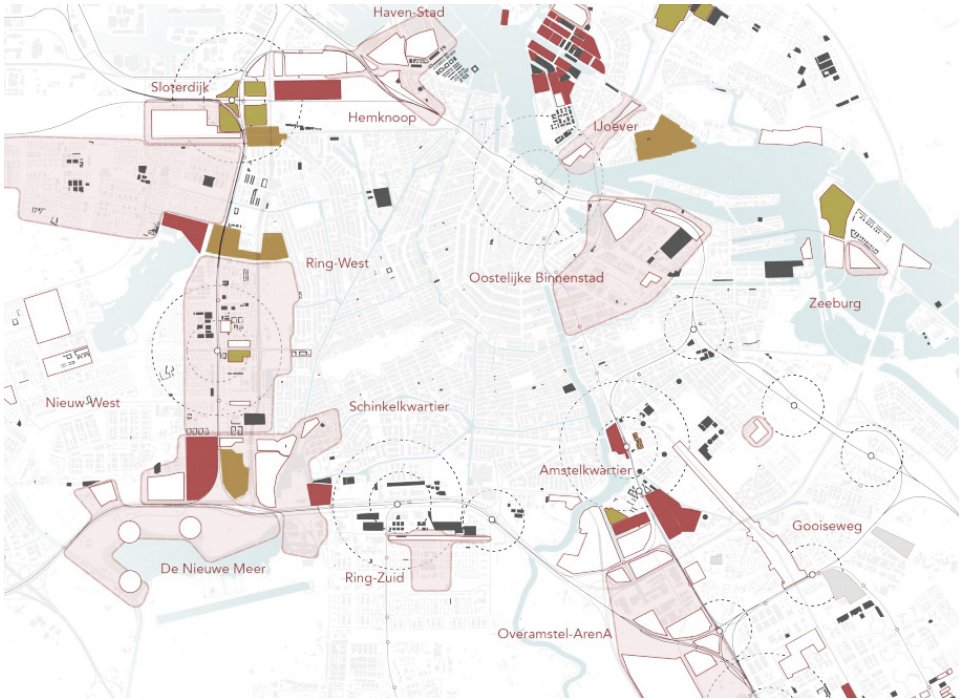 Haven-Stad
Sloterdijk
Hemknoop
IJoever
Ring-West
Oostelijke Binnenstad
Zeeburg
Nieuw-West
Schinkelkwartier
Amstelkwartier
Gooiseweg
De Nieuwe Meer
Ring-Zuid
Overamstel-ArenA